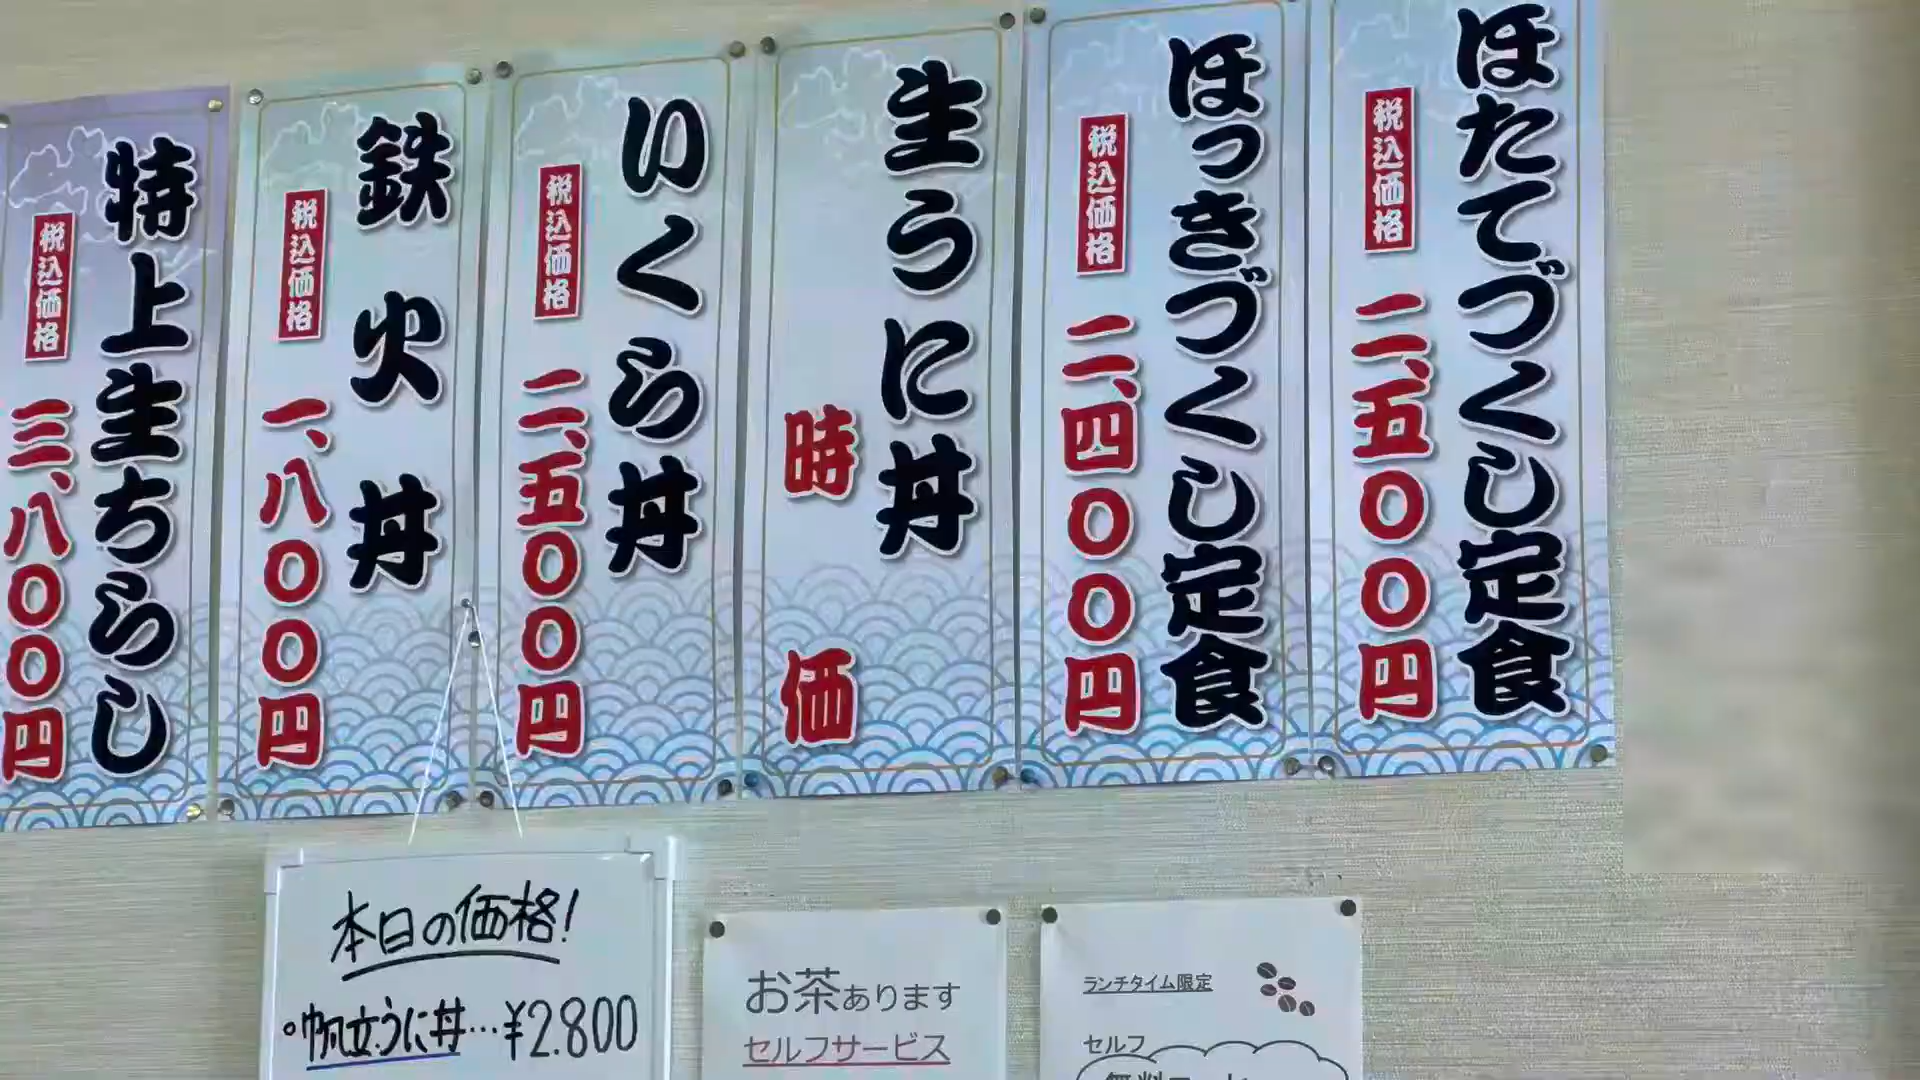 ほたてづくし定食
税込価格
二、五〇〇円
ほっきづくし定食
税込価格
二、四〇〇円
生うに丼
時価
いくら丼
税込価格
二、五〇〇円
鉄火丼
税込価格
一、八〇〇円
特上生ちらし
税込価格
三、八〇〇円
本日の価格!
○帆立うに丼…¥2.800
お茶あります
セルフサービス
ランチタイム限定
セルフ